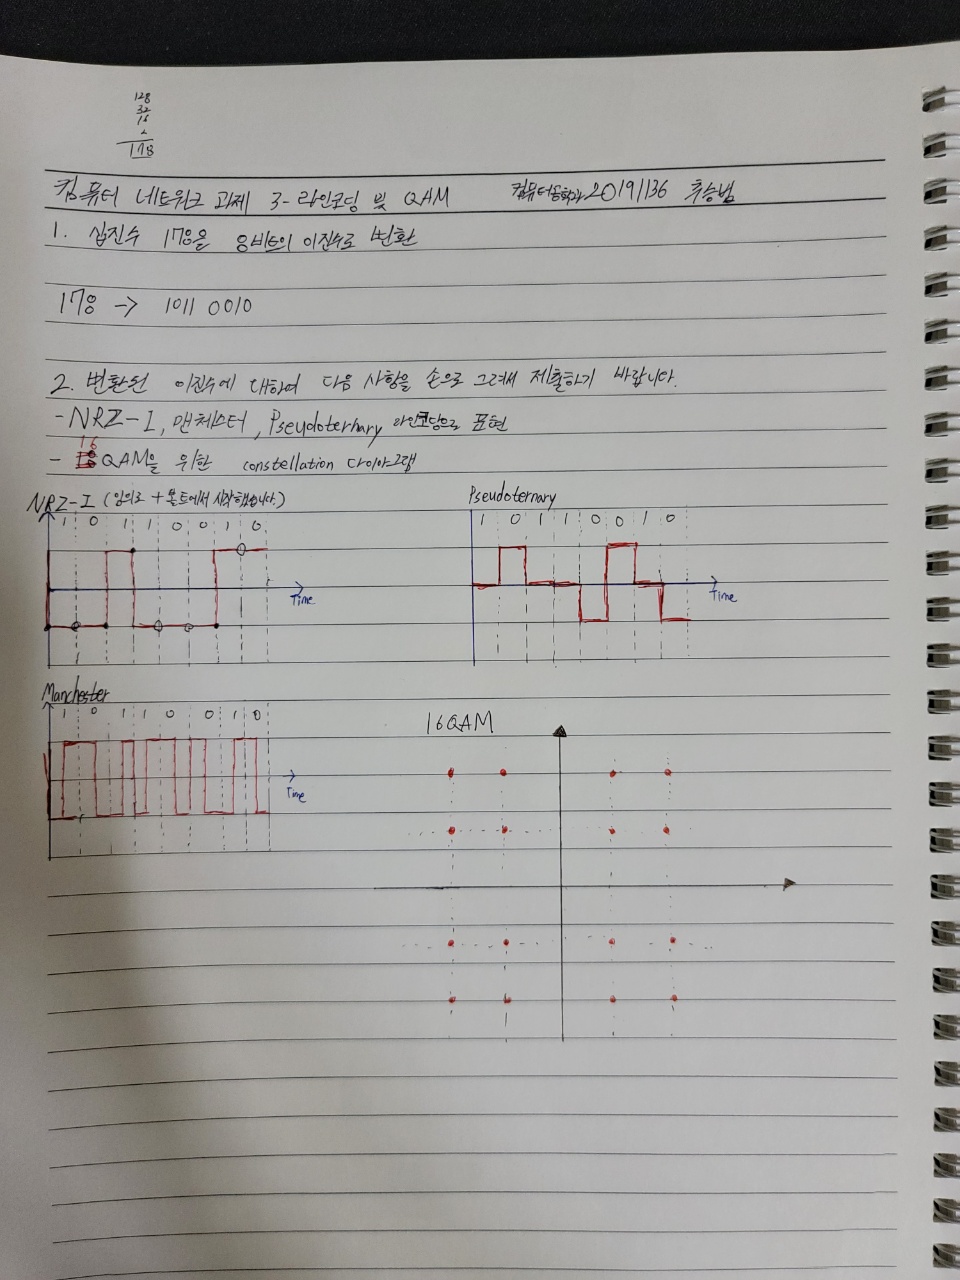 128
32
16
2
178
컴퓨터 네트워크 과제 3- 라인코딩 및 QAM 컴퓨터공학과 20191136 추승범
1. 십진수 178을 8비트의 이진수로 변환
178 → 1011 0010
2. 변환된 이진수에 대하여 다음 사항을 손으로 그려서 제출하기 바랍니다.
- NRZ-I, 맨체스터, Pseudoternary 라인코딩으로 표현
- 16 QAM을 위한 constellation 다이아그램
NRZ-I (임의로 + 볼트에서 시작했습니다.)
1 0 1 1 0 0 1 0
Time
Pseudoternary
1 0 1 1 0 0 1 0
Time
Manchester
1 0 1 1 0 0 1 0
Time
16QAM